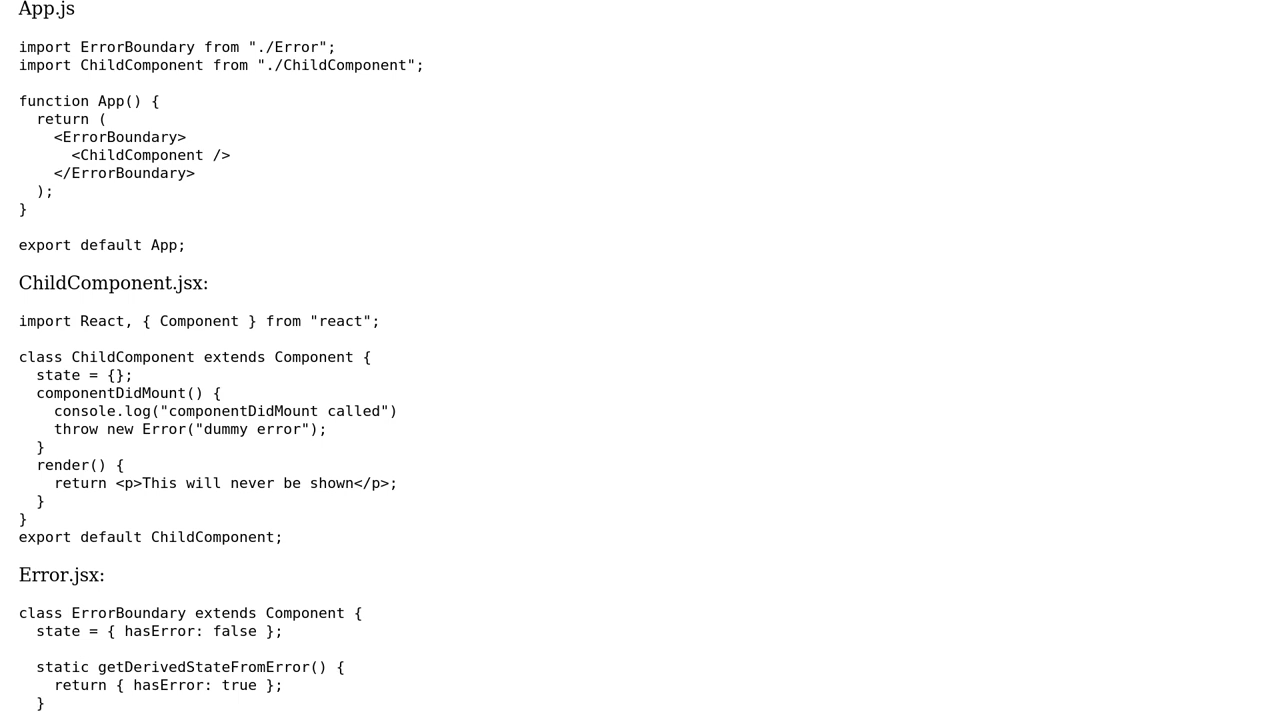 App.js
import ErrorBoundary from "./Error";
import ChildComponent from "./ChildComponent";
function App() {
  return (
    <ErrorBoundary>
      <ChildComponent />
    </ErrorBoundary>
  );
}
export default App;
ChildComponent.jsx:
import React, { Component } from "react";
class ChildComponent extends Component {
  state = {};
  componentDidMount() {
    console.log("componentDidMount called")
    throw new Error("dummy error");
  }
  render() {
    return <p>This will never be shown</p>;
  }
}
export default ChildComponent;
Error.jsx:
class ErrorBoundary extends Component {
  state = { hasError: false };
  static getDerivedStateFromError() {
    return { hasError: true };
  }